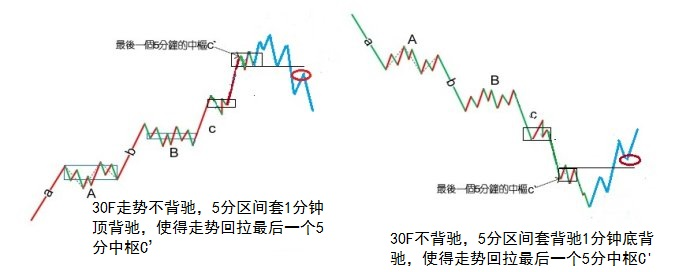 最後一個5分鐘的中樞C'
A
a
b
B
c
30F走势不背驰，5分区间套1分钟
顶背驰，使得走势回拉最后一个5
分中枢C'
a
A
b
B
c
最後一個5分鐘的中樞C'
30F不背驰，5分区间套背驰1分钟底背
驰，使得走势回拉最后一个5分中枢C'